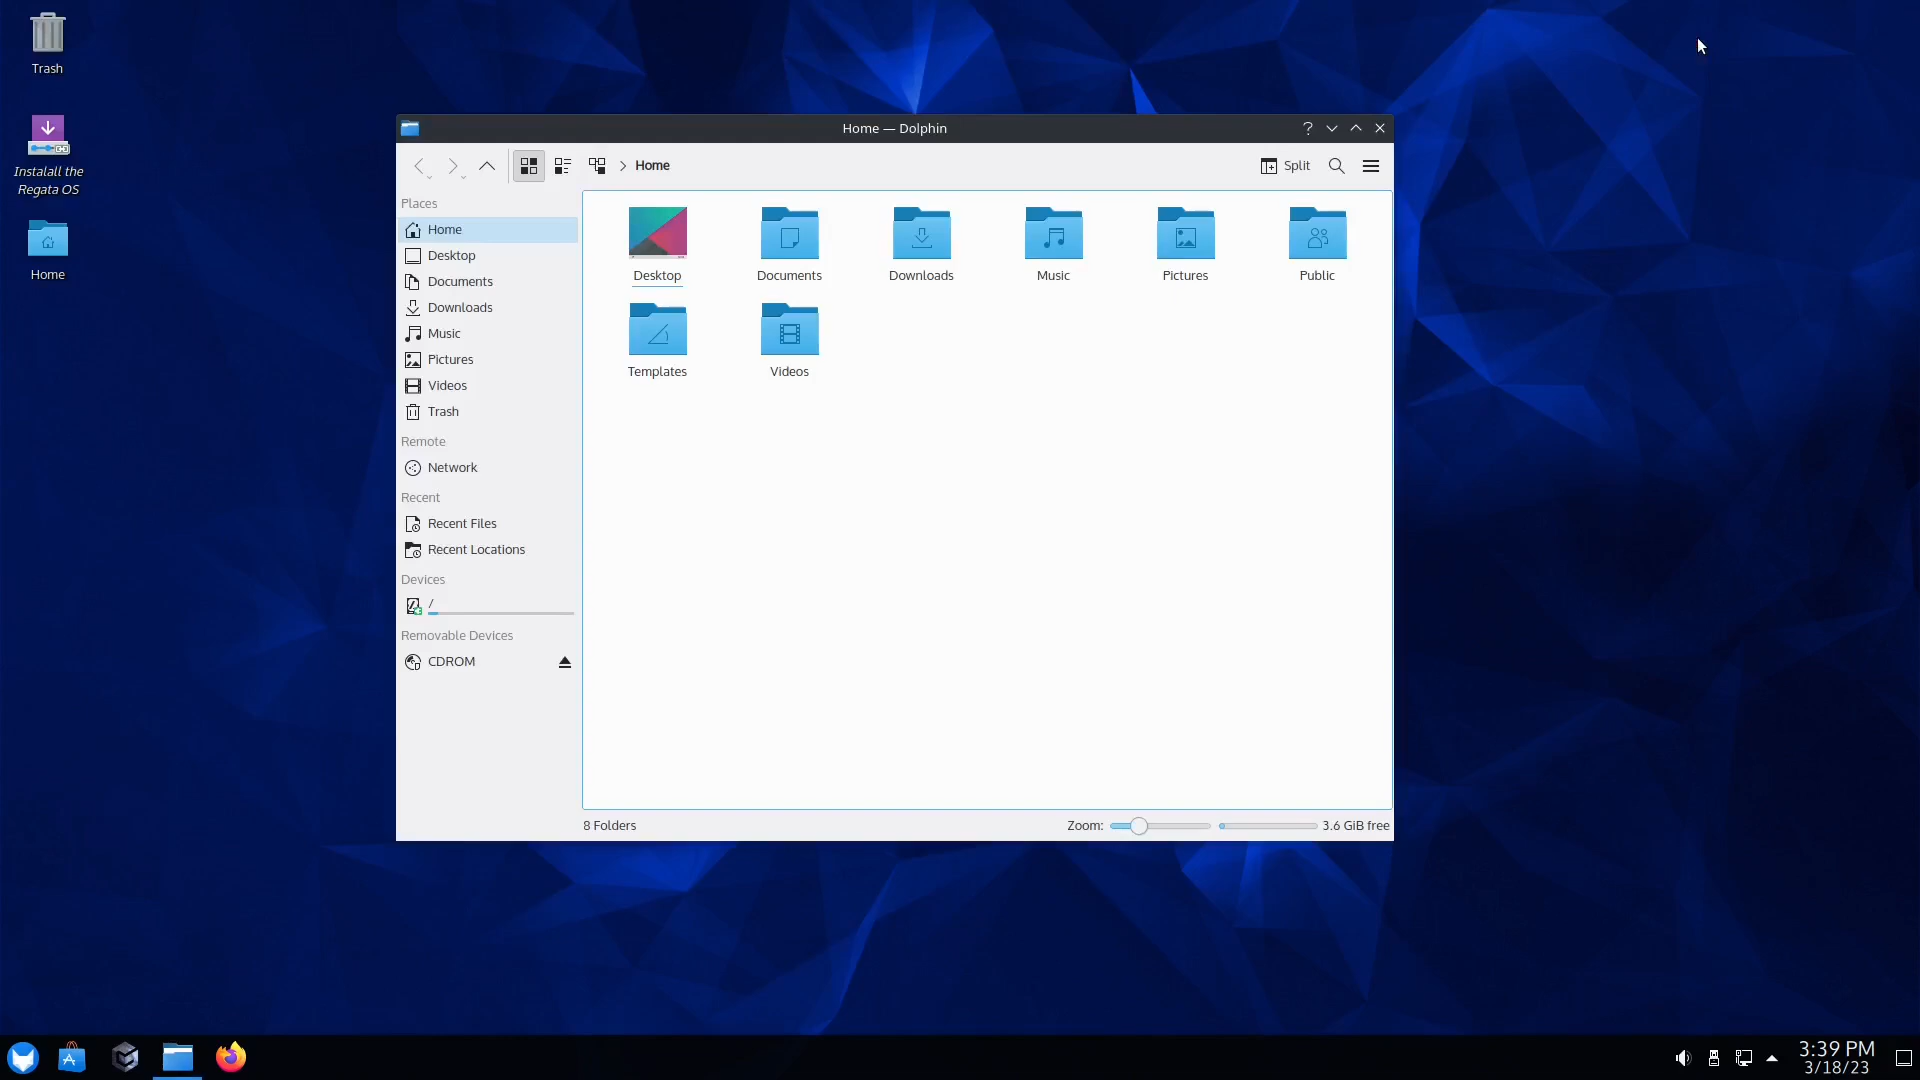 Trash
Instalall the
Regata OS
Home
Home — Dolphin
Home
Split
Places
Home
Desktop
Documents
Downloads
Music
Pictures
Videos
Trash
Remote
Network
Recent
Recent Files
Recent Locations
Devices
/
Removable Devices
CDROM
Desktop
Documents
Downloads
Music
Pictures
Public
Templates
Videos
8 Folders
Zoom:
3.6 GiB free
3:39 PM
3/18/23